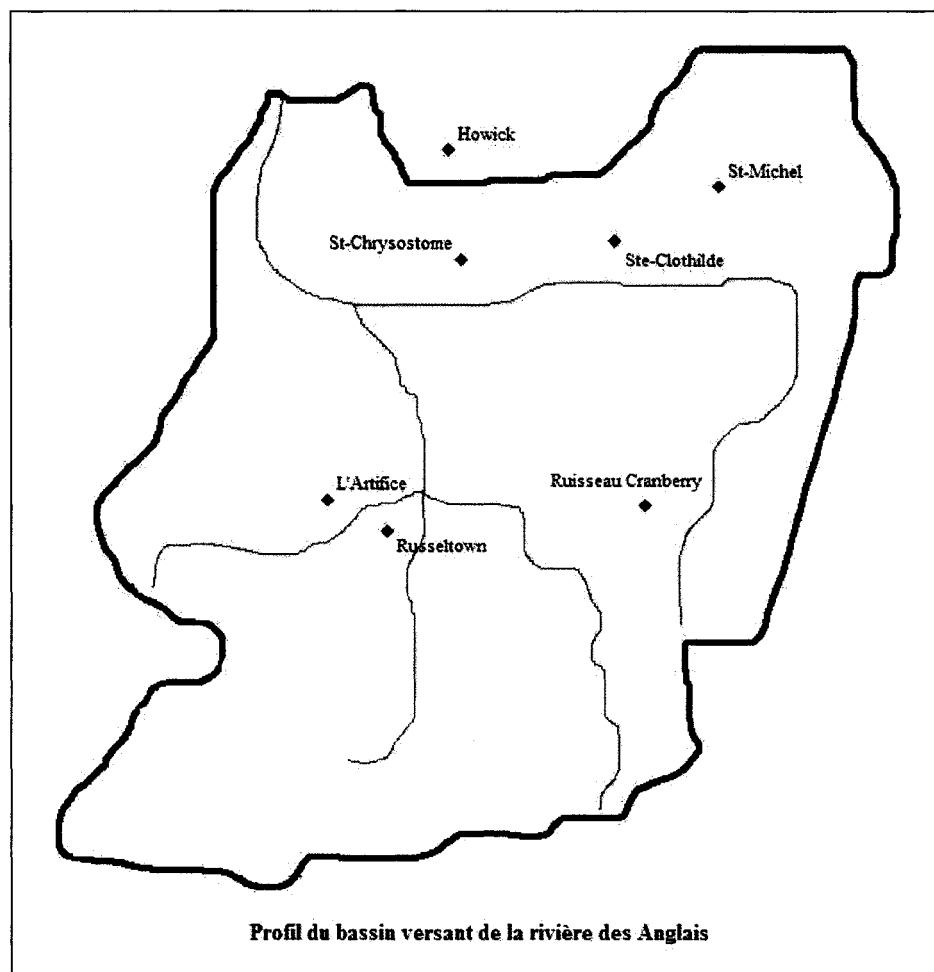 Howick
St-Michel
St-Chrysostome
Ste-Clothilde
L'Artifice
Ruisseau Cranberry
Russeltown
Profil du bassin versant de la rivière des Anglais